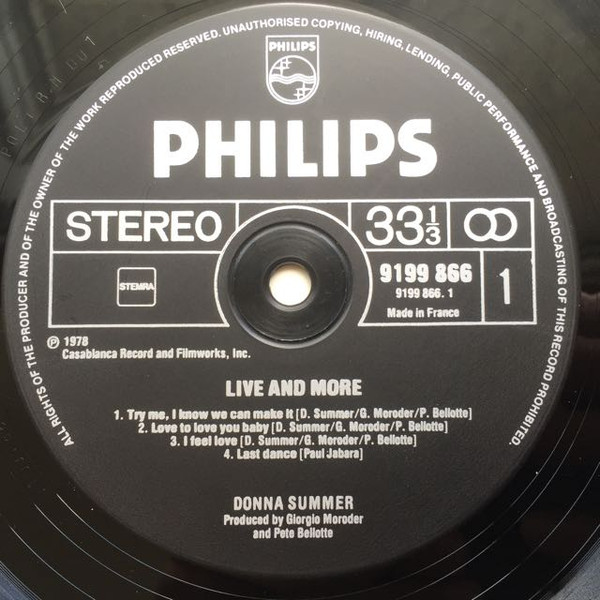 ALL RIGHTS OF THE PRODUCER AND OF THE OWNER OF THE WORK REPRODUCED RESERVED. UNAUTHORISED COPYING, HIRING, LENDING, PUBLIC PERFORMANCE AND BROADCASTING OF THIS RECORD PROHIBITED.
PHILIPS
PHILIPS
STEREO
33 1/3
STEMRA
9199 866
9199 866.1
Made in France
1
℗ 1978
Casablanca Record and Filmworks, Inc.
LIVE AND MORE
1. Try me, I know we can make it [D. Summer/G. Moroder/P. Bellotte]
2. Love to love you baby [D. Summer/G. Moroder/P. Bellotte]
3. I feel love [D. Summer/G. Moroder/P. Bellotte]
4. Last dance [Paul Jabara]
DONNA SUMMER
Produced by Giorgio Moroder
and Pete Bellotte